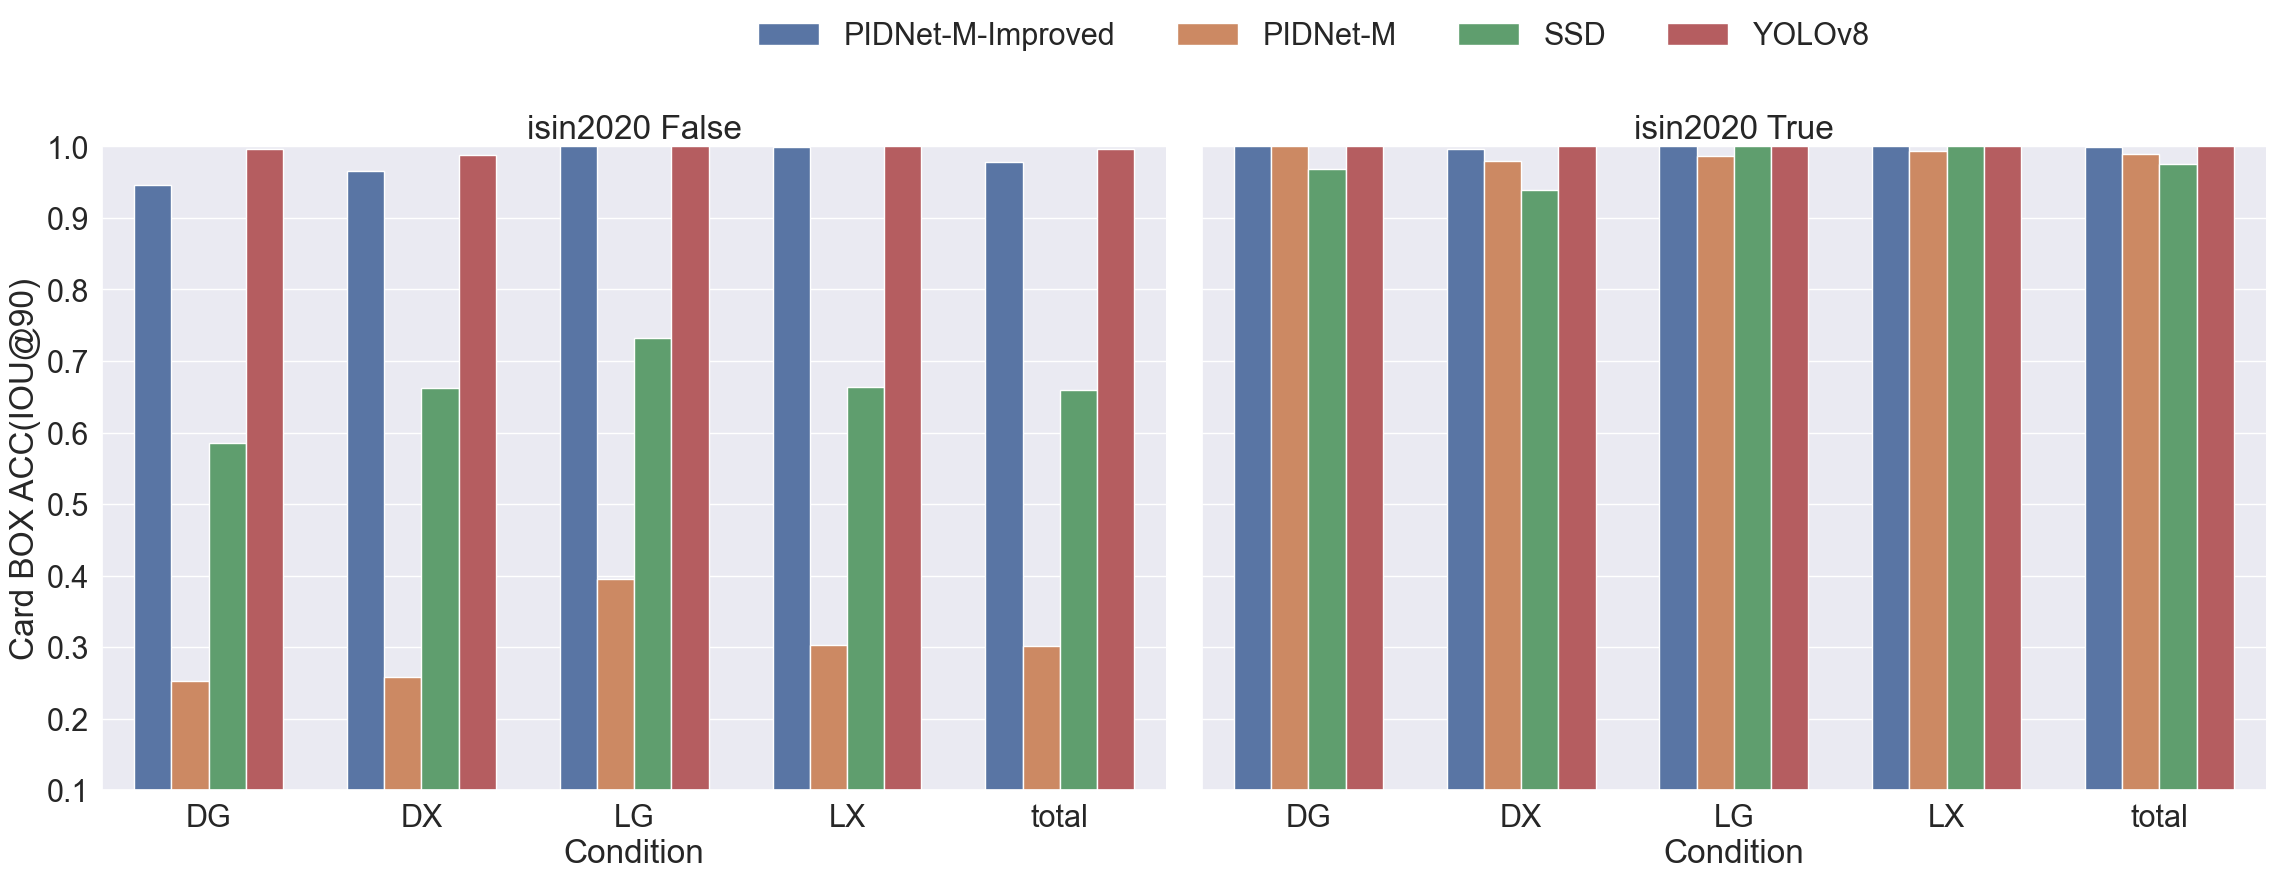 PIDNet-M-Improved PIDNet-M SSD YOLOv8
isin2020 False
isin2020 True
Card BOX ACC(IOU@90)
1.0
0.9
0.8
0.7
0.6
0.5
0.4
0.3
0.2
0.1
DG DX LG LX total
Condition
DG DX LG LX total
Condition